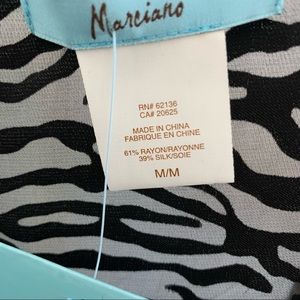 Marciano
RN# 62136
CA# 20625
MADE IN CHINA
FABRIQUE EN CHINE
61% RAYON/RAYONNE
39% SILK/SOIE
M/M